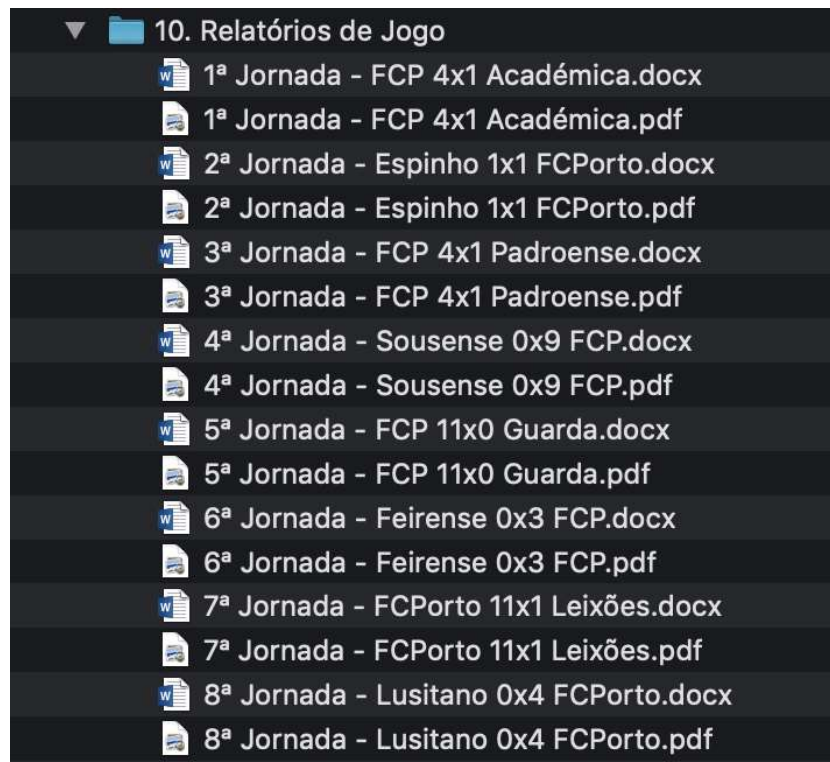 10. Relatórios de Jogo
1ª Jornada - FCP 4x1 Académica.docx
1ª Jornada - FCP 4x1 Académica.pdf
2ª Jornada - Espinho 1x1 FCPorto.docx
2ª Jornada - Espinho 1x1 FCPorto.pdf
3ª Jornada - FCP 4x1 Padroense.docx
3ª Jornada - FCP 4x1 Padroense.pdf
4ª Jornada - Sousense 0x9 FCP.docx
4ª Jornada - Sousense 0x9 FCP.pdf
5ª Jornada - FCP 11x0 Guarda.docx
5ª Jornada - FCP 11x0 Guarda.pdf
6ª Jornada - Feirense 0x3 FCP.docx
6ª Jornada - Feirense 0x3 FCP.pdf
7ª Jornada - FCPorto 11x1 Leixões.docx
7ª Jornada - FCPorto 11x1 Leixões.pdf
8ª Jornada - Lusitano 0x4 FCPorto.docx
8ª Jornada - Lusitano 0x4 FCPorto.pdf